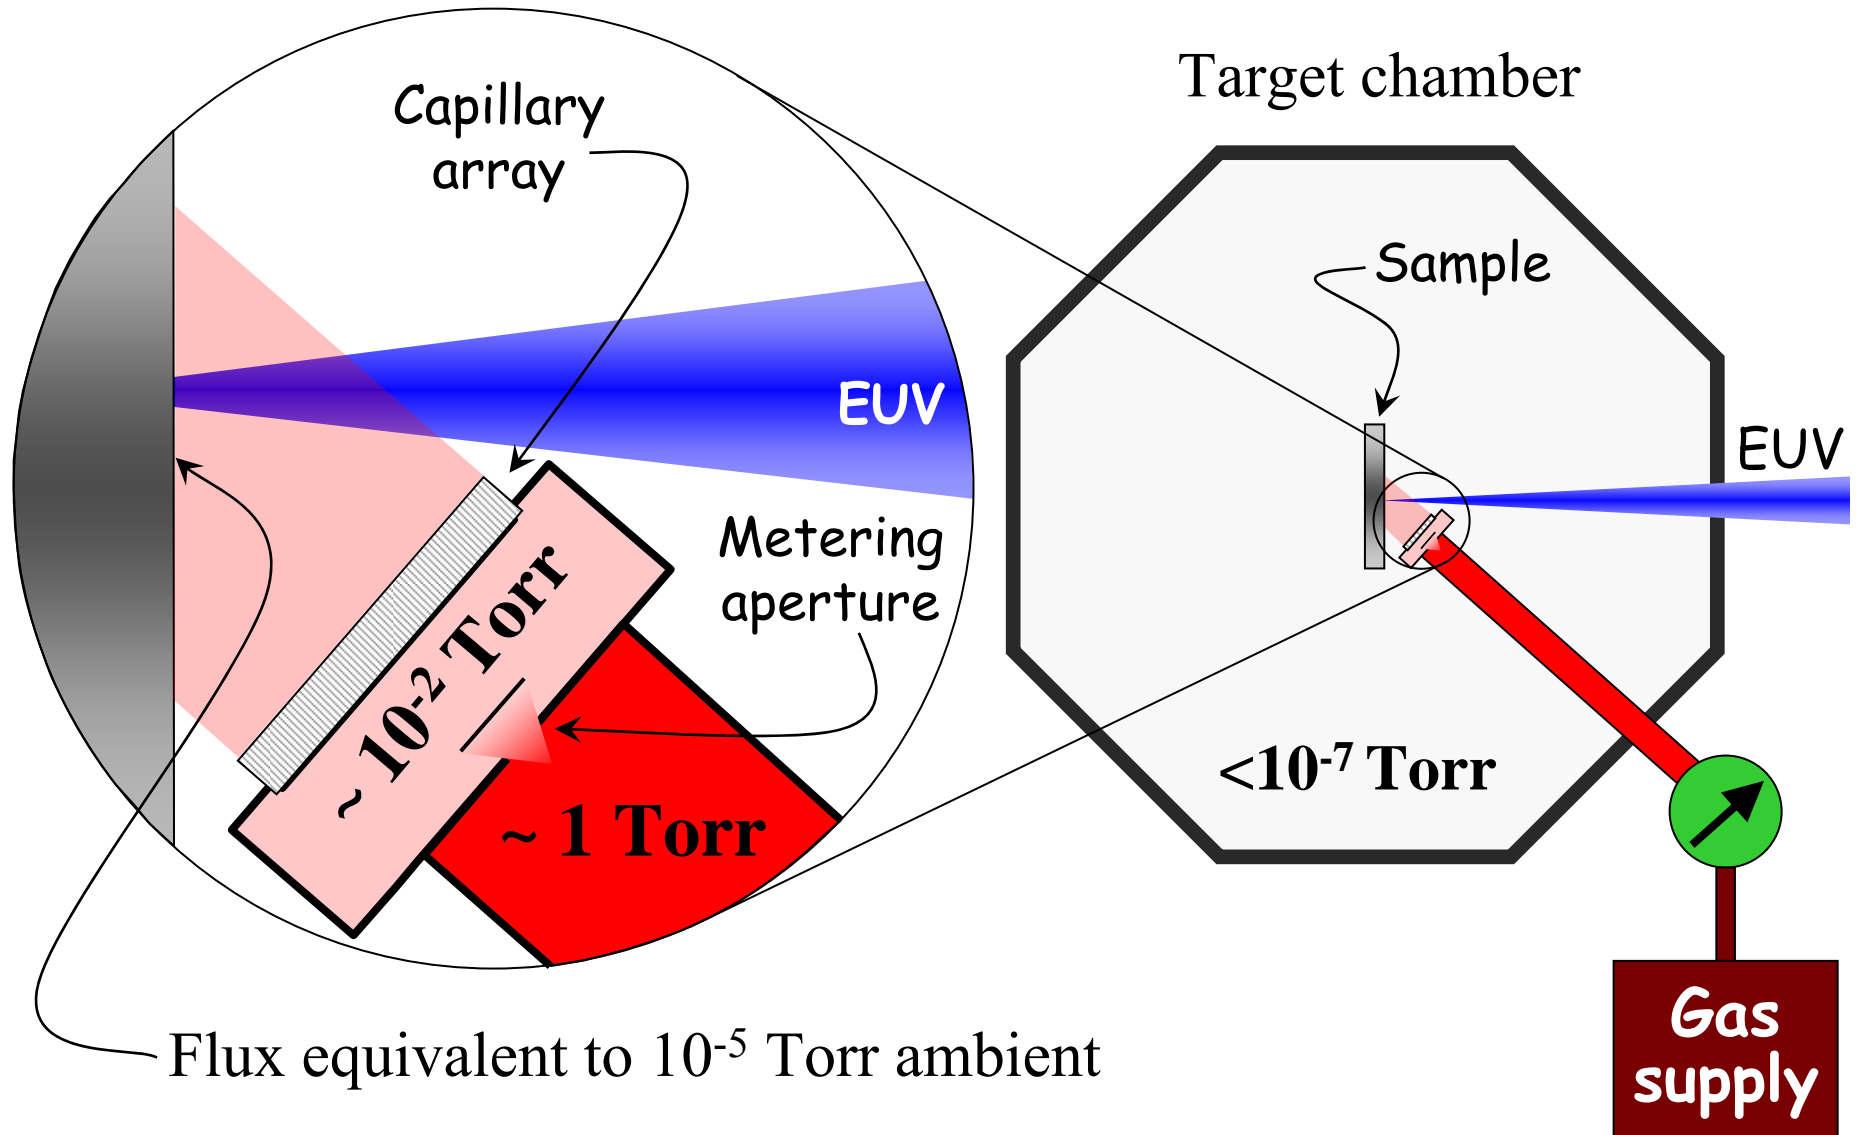 Target chamber
Capillary
array
Sample
EUV
EUV
Metering
aperture
~ 10⁻² Torr
~ 1 Torr
<10⁻⁷ Torr
Flux equivalent to 10⁻⁵ Torr ambient
Gas
supply